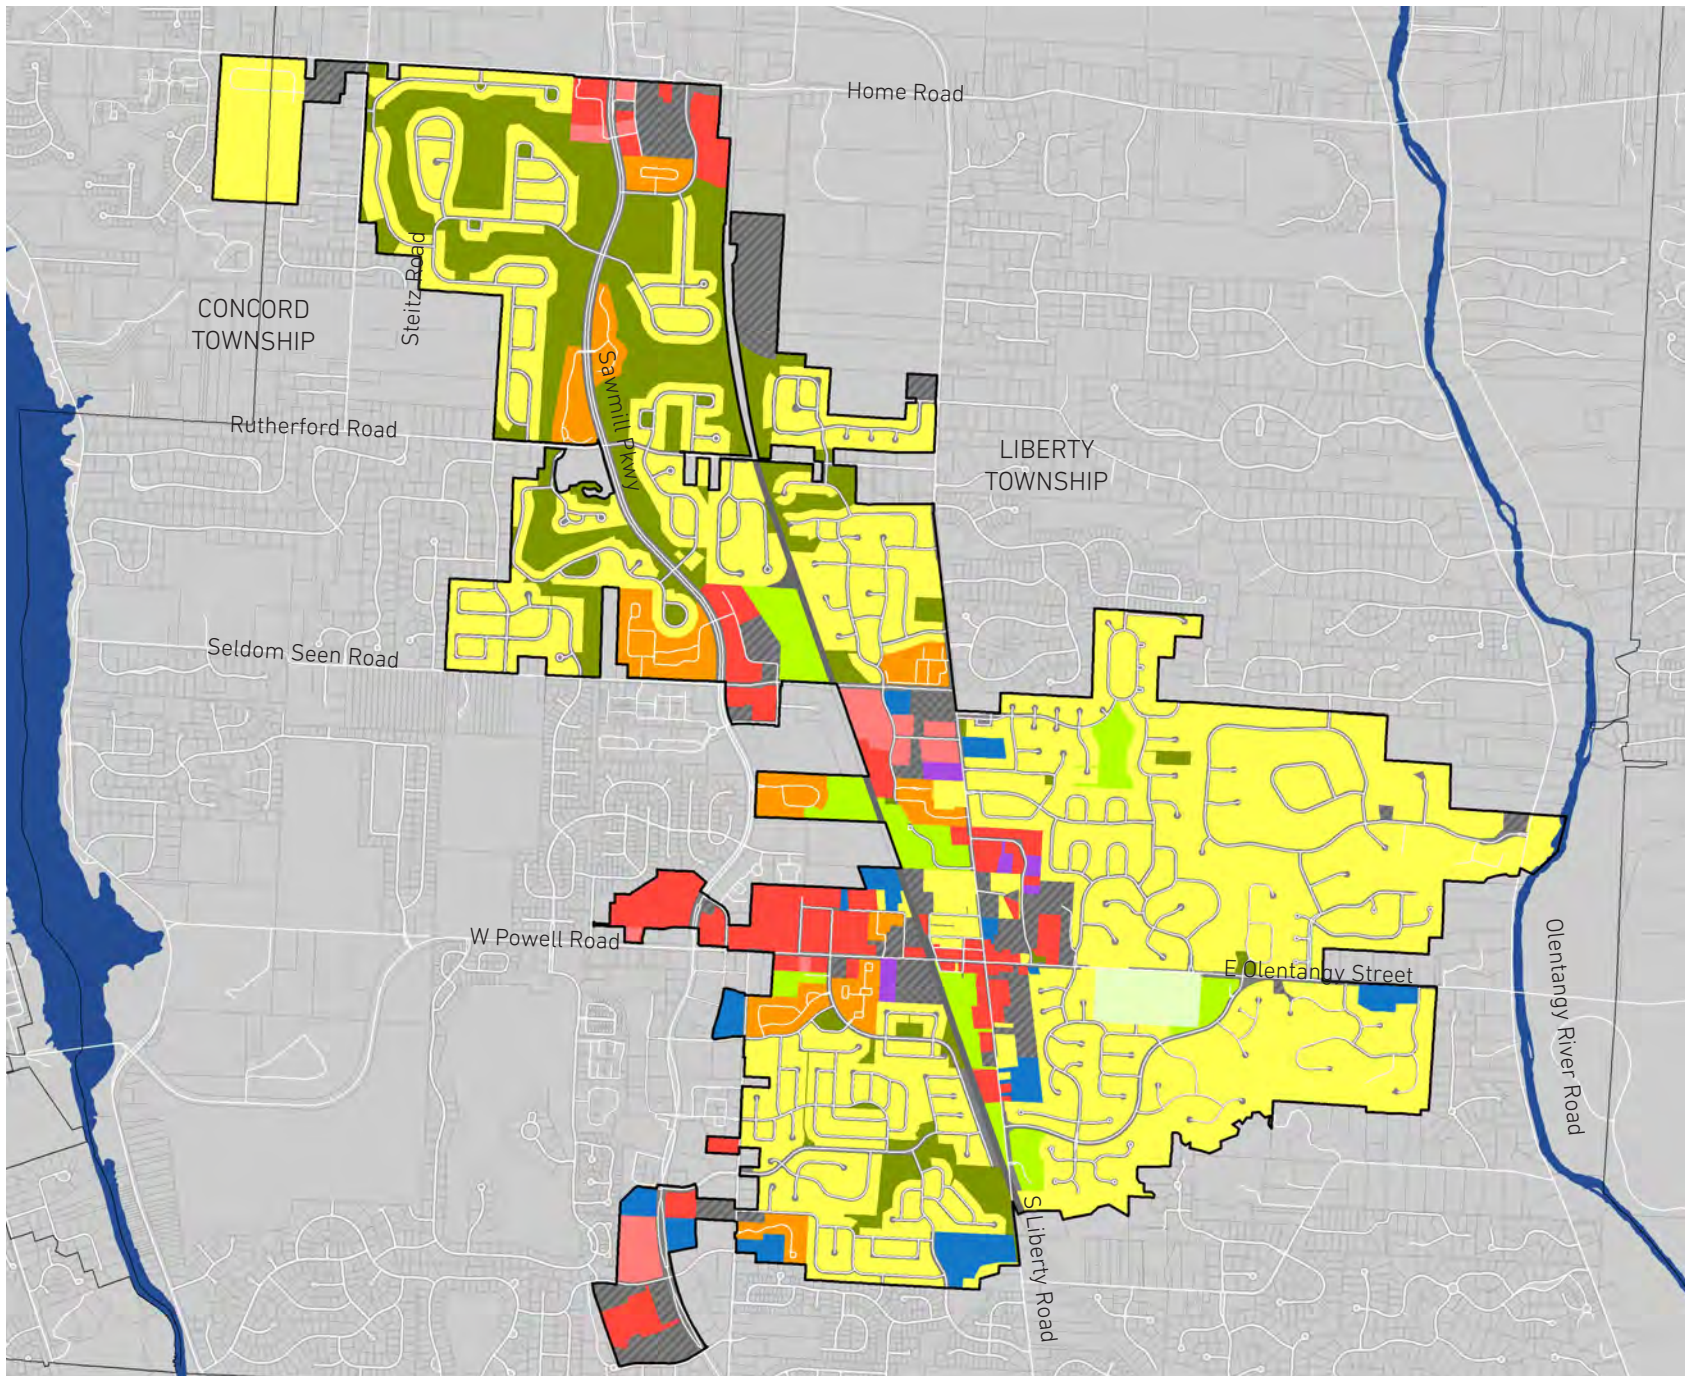 Home Road
CONCORD
TOWNSHIP
Steitz Road
Sawmill Pkwy
Rutherford Road
LIBERTY
TOWNSHIP
Seldom Seen Road
W Powell Road
E Olentangy Street
Olentangy River Road
S Liberty Road